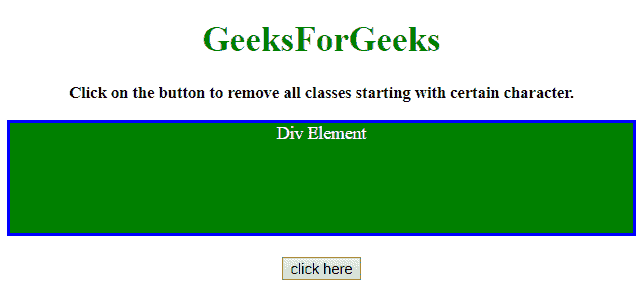 GeeksForGeeks
Click on the button to remove all classes starting with certain character.
Div Element
click here